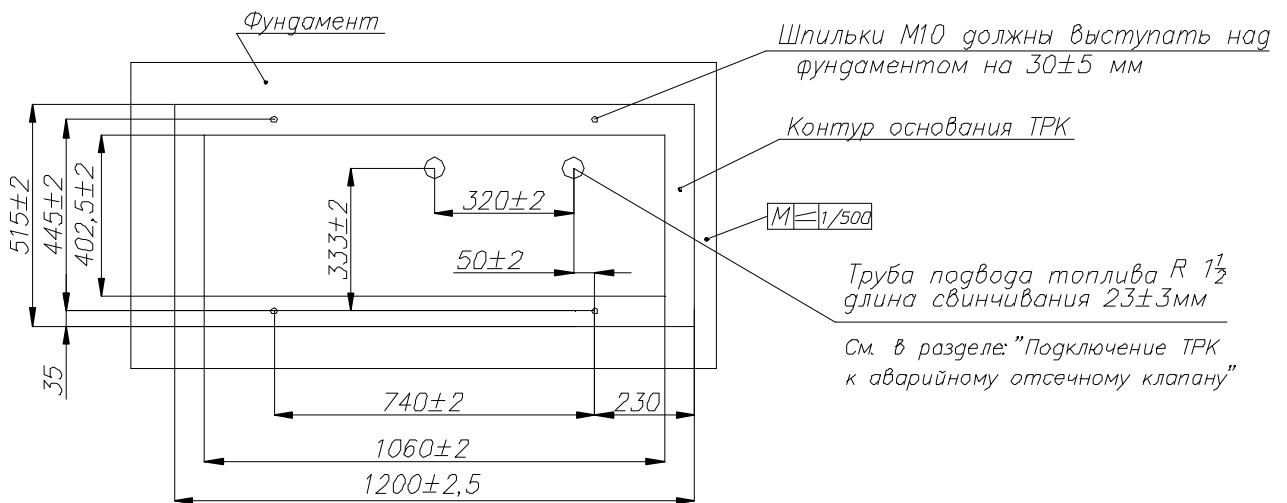 Фундамент
Шпильки М10 должны выступать над
фундаментом на 30±5 мм
Контур основания ТРК
М 1/500
Труба подвода топлива R 1 1/2
длина свинчивания 23±3мм
См. в разделе: "Подключение ТРК
к аварийному отсечному клапану"
515±2
445±2
402,5±2
333±2
320±2
50±2
35
740±2
230
1060±2
1200±2,5